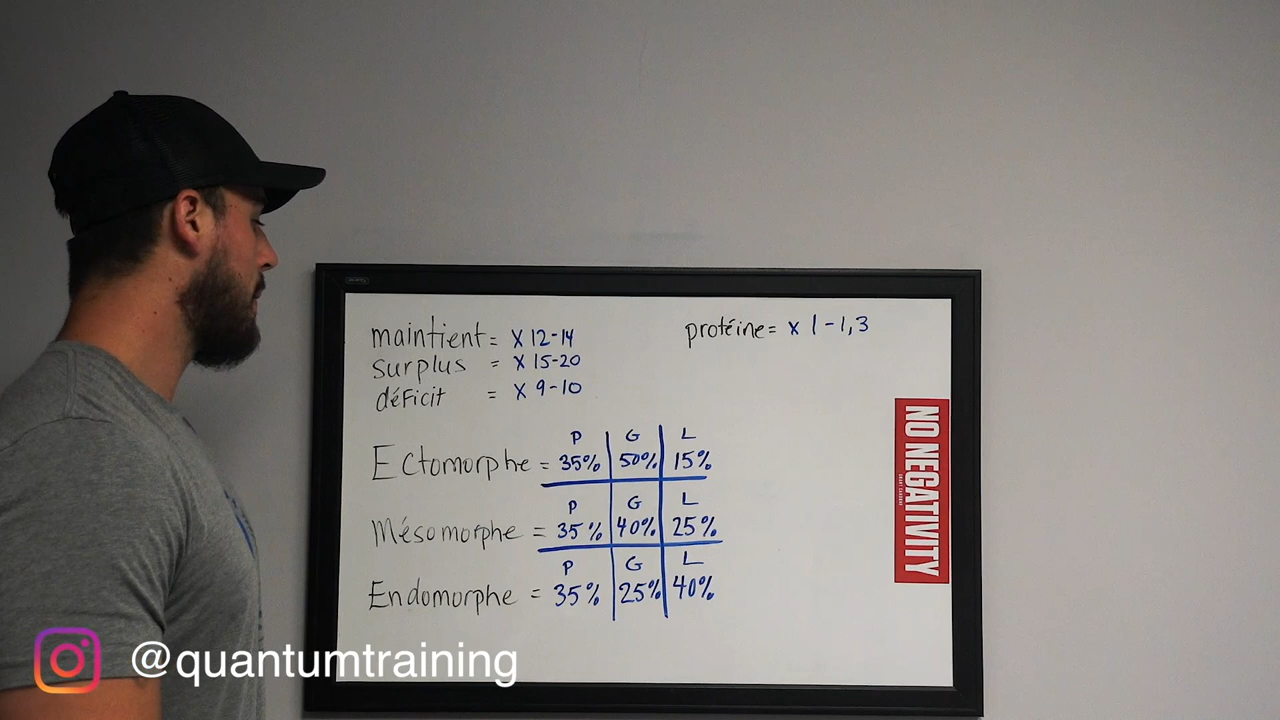 maintient = x 12-14
surplus = x 15-20
déficit = x 9-10
protéine = x 1-1,3
P G L
Ectomorphe = 35% 50% 15%
P G L
Mésomorphe = 35% 40% 25%
P G L
Endomorphe = 35% 25% 40%
NO NEGATIVITY
@quantumtraining